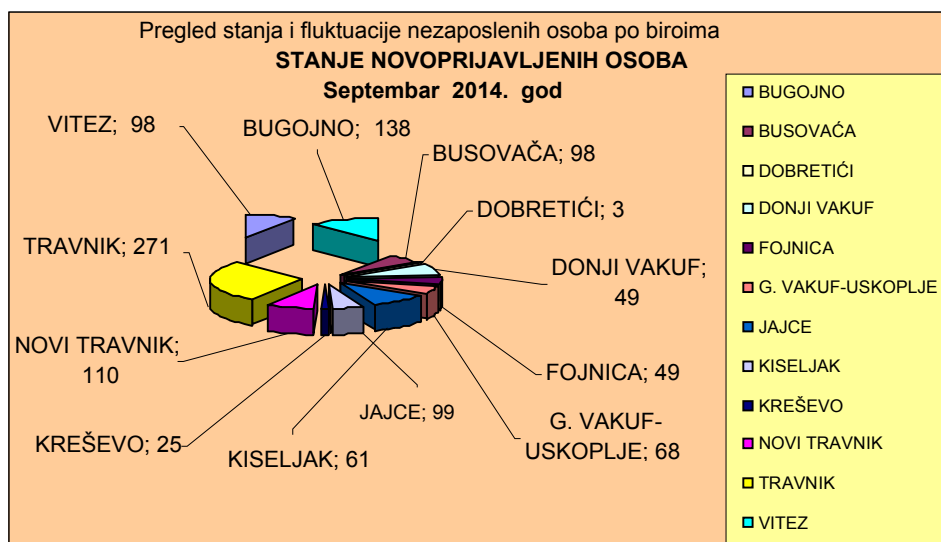 Pregled stanja i fluktuacije nezaposlenih osoba po biroima
STANJE NOVOPRIJAVLJENIH OSOBA
Septembar 2014. god
VITEZ; 98
BUGOJNO; 138
BUSOVAČA; 98
DOBRETIĆI; 3
TRAVNIK; 271
DONJI VAKUF;
49
NOVI TRAVNIK;
110
FOJNICA; 49
JAJCE; 99
G. VAKUF-
USKOPLJE; 68
KREŠEVO; 25
KISELJAK; 61
BUGOJNO
BUSOVAĆA
DOBRETIĆI
DONJI VAKUF
FOJNICA
G. VAKUF-USKOPLJE
JAJCE
KISELJAK
KREŠEVO
NOVI TRAVNIK
TRAVNIK
VITEZ